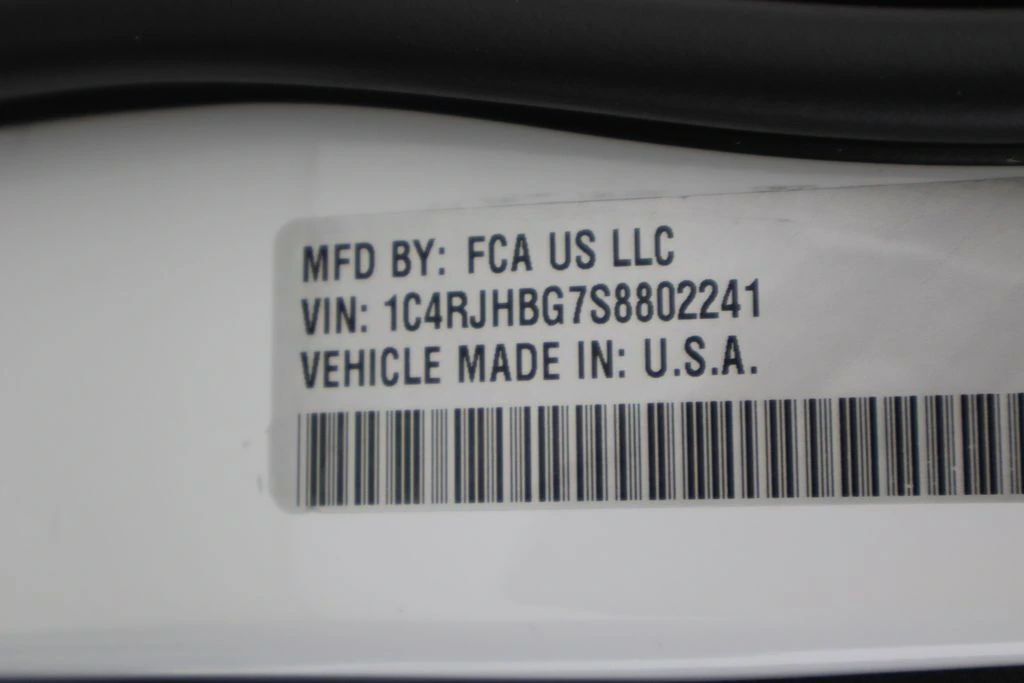 MFD BY: FCA US LLC
VIN: 1C4RJHBG7S8802241
VEHICLE MADE IN: U.S.A.